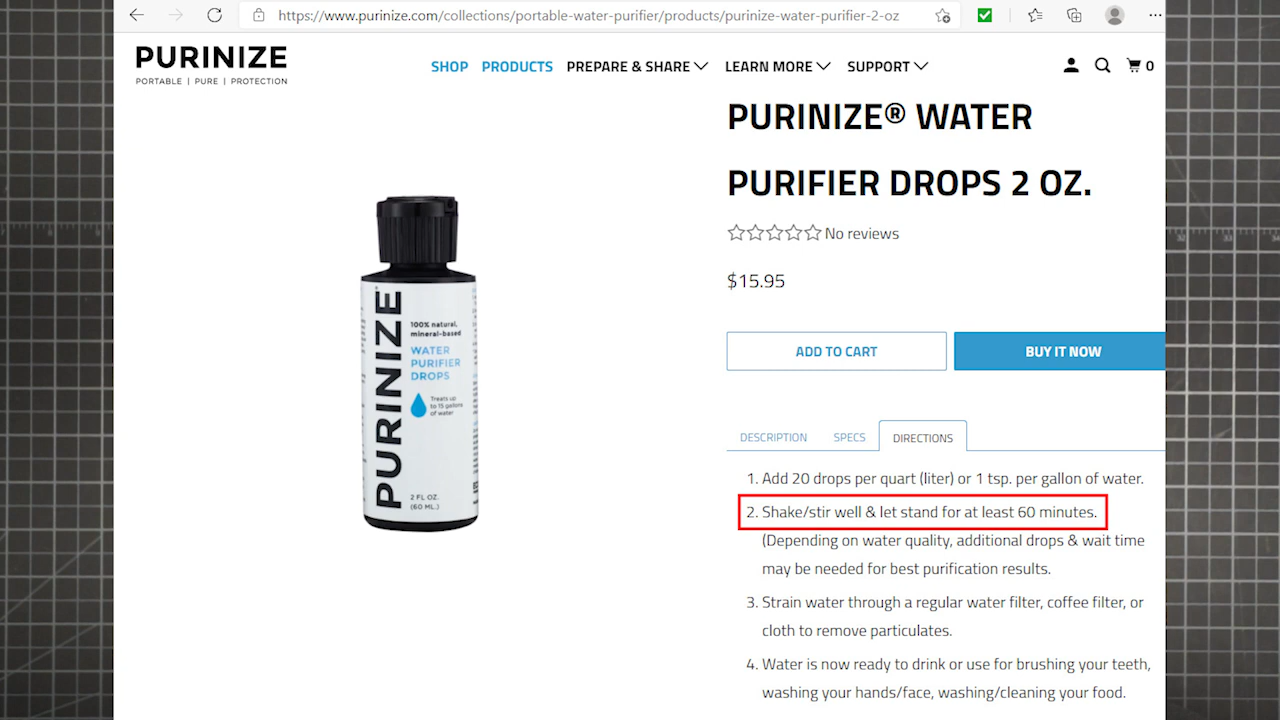 https://www.purinize.com/collections/portable-water-purifier/products/purinize-water-purifier-2-oz
PURINIZE
PORTABLE | PURE | PROTECTION
SHOP PRODUCTS PREPARE & SHARE LEARN MORE SUPPORT 0
PURINIZE® WATER
PURIFIER DROPS 2 OZ.
No reviews
$15.95
ADD TO CART BUY IT NOW
DESCRIPTION SPECS DIRECTIONS
1. Add 20 drops per quart (liter) or 1 tsp. per gallon of water.
2. Shake/stir well & let stand for at least 60 minutes.
(Depending on water quality, additional drops & wait time
may be needed for best purification results.
3. Strain water through a regular water filter, coffee filter, or
cloth to remove particulates.
4. Water is now ready to drink or use for brushing your teeth,
washing your hands/face, washing/cleaning your food.
PURINIZE
100% natural,
mineral-based
WATER
PURIFIER
DROPS
Treats up
to 15 gallons
of water
2 FL OZ.
(60 ML.)
32 33 34